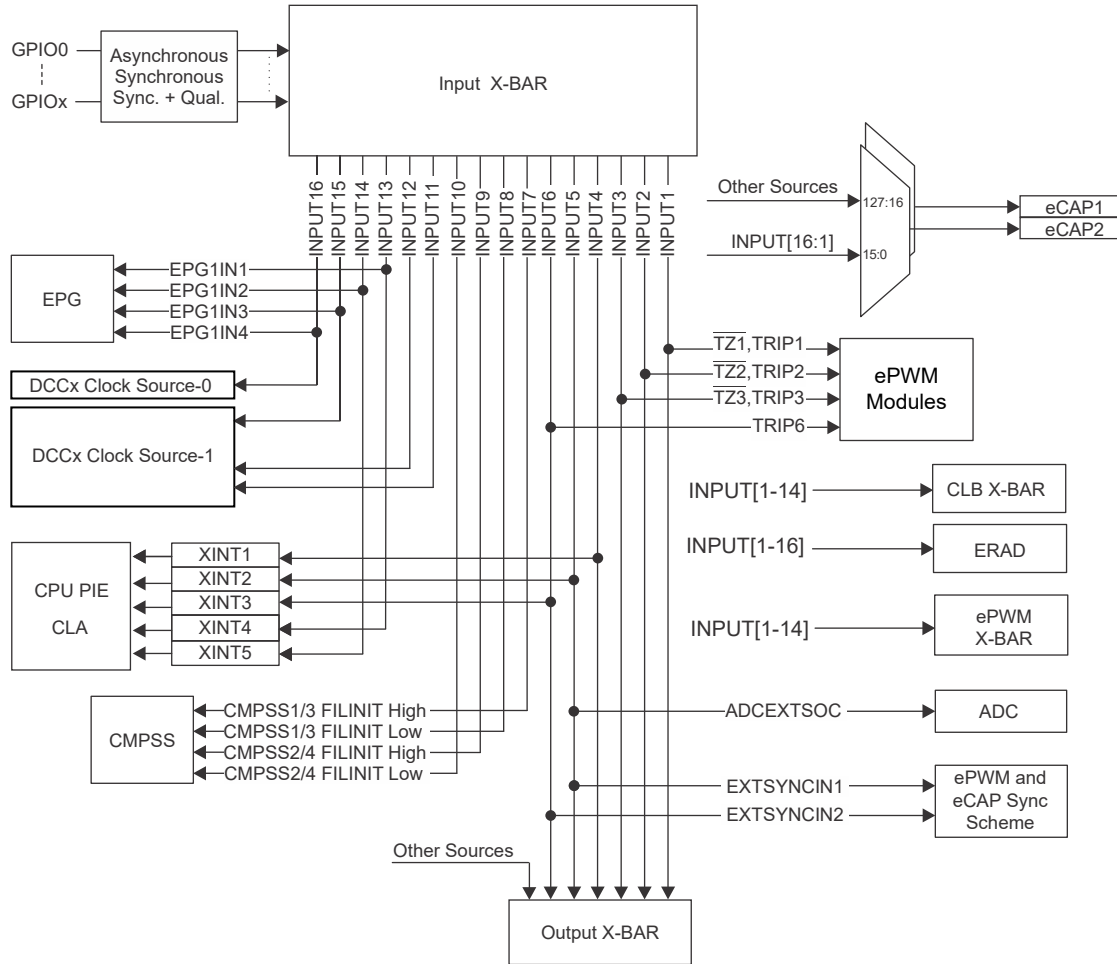 GPIO0
GPIOx
Asynchronous
Synchronous
Sync. + Qual.
Input X-BAR
INPUT16
INPUT15
INPUT14
INPUT13
INPUT12
INPUT11
INPUT10
INPUT9
INPUT8
INPUT7
INPUT6
INPUT5
INPUT4
INPUT3
INPUT2
INPUT1
Other Sources
127:16
INPUT[16:1]
15:0
eCAP1
eCAP2
EPG
EPG1IN1
EPG1IN2
EPG1IN3
EPG1IN4
DCCx Clock Source-0
DCCx Clock Source-1
TZ1,TRIP1
TZ2,TRIP2
TZ3,TRIP3
TRIP6
ePWM
Modules
INPUT[1-14]
CLB X-BAR
INPUT[1-16]
ERAD
INPUT[1-14]
ePWM
X-BAR
CPU PIE
CLA
XINT1
XINT2
XINT3
XINT4
XINT5
CMPSS
CMPSS1/3 FILINIT High
CMPSS1/3 FILINIT Low
CMPSS2/4 FILINIT High
CMPSS2/4 FILINIT Low
ADCEXTSOC
ADC
EXTSYNCIN1
EXTSYNCIN2
ePWM and
eCAP Sync
Scheme
Other Sources
Output X-BAR